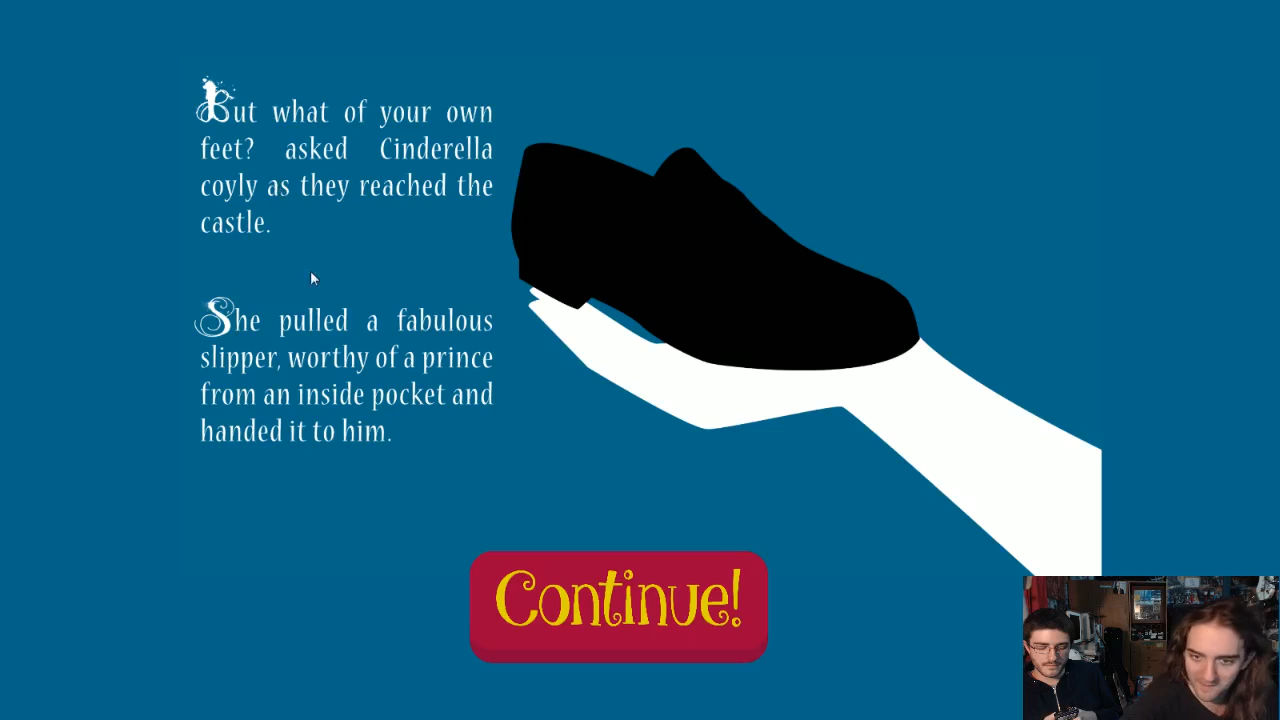 But what of your own
feet? asked Cinderella
coyly as they reached the
castle.
She pulled a fabulous
slipper, worthy of a prince
from an inside pocket and
handed it to him.
Continue!